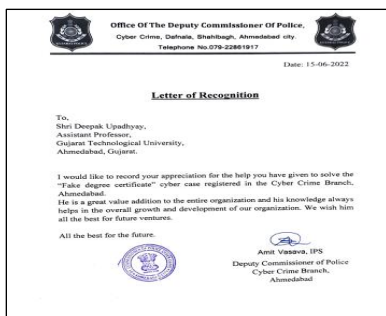 Office Of The Deputy Commissioner Of Police,
Cyber Crimes, Dafnala, Shahibagh, Ahmedabad city.
Telephone No.079-22861917
Date: 15-06-2022
Letter of Recognition
To,
Shri Deepak Upadhyay,
Assistant Professor,
Gujarat Technological University,
Ahmedabad, Gujarat.
I would like to record your appreciation for the help you have given to solve the
“Fake degree certificate” cyber case registered in the Cyber Crime Branch,
Ahmedabad.
He is a great value addition to the entire organization and his knowledge always
helps in the overall growth and development of our organization. We wish him
all the best for future ventures.
All the best for the future.
Amit Vasava, IPS
Deputy Commissioner of Police
Cyber Crime Branch,
Ahmedabad